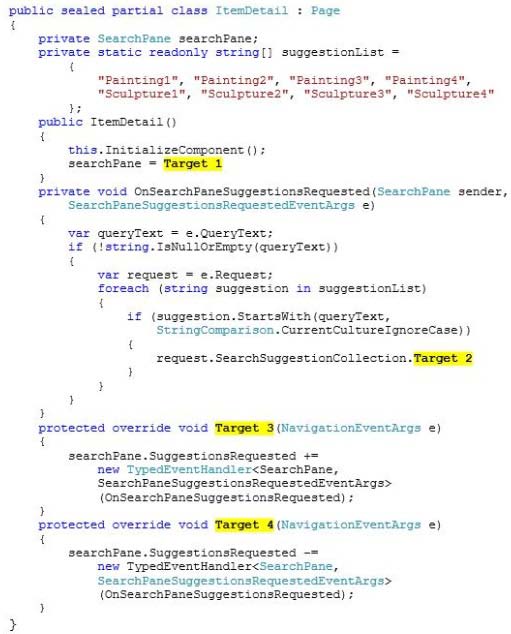 public sealed partial class ItemDetail : Page
{
private SearchPane searchPane;
private static readonly string[] suggestionList =
{
"Painting1", "Painting2", "Painting3", "Painting4",
"Sculpture1", "Sculpture2", "Sculpture3", "Sculpture4"
};
public ItemDetail()
{
this.InitializeComponent();
searchPane = Target 1
}
private void OnSearchPaneSuggestionsRequested(SearchPane sender,
SearchPaneSuggestionsRequestedEventArgs e)
{
var queryText = e.QueryText;
if (!string.IsNullOrEmpty(queryText))
{
var request = e.Request;
foreach (string suggestion in suggestionList)
{
if (suggestion.StartsWith(queryText,
StringComparison.CurrentCultureIgnoreCase))
{
request.SearchSuggestionCollection.Target 2
}
}
}
}
protected override void Target 3(NavigationEventArgs e)
{
searchPane.SuggestionsRequested +=
new TypedEventHandler<SearchPane,
SearchPaneSuggestionsRequestedEventArgs>
(OnSearchPaneSuggestionsRequested);
}
protected override void Target 4(NavigationEventArgs e)
{
searchPane.SuggestionsRequested -=
new TypedEventHandler<SearchPane,
SearchPaneSuggestionsRequestedEventArgs>
(OnSearchPaneSuggestionsRequested);
}
}